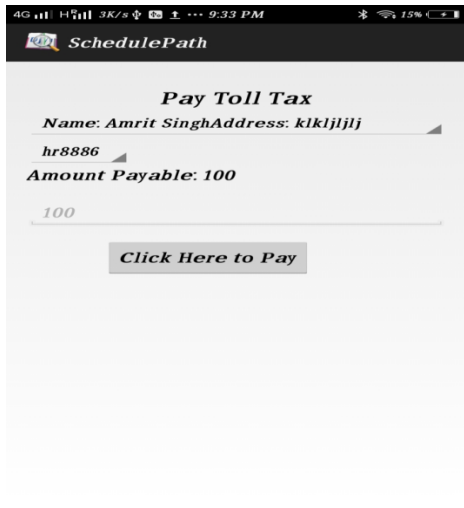 4G H 3K/s ··· 9:33 PM 15%
SchedulePath
Pay Toll Tax
Name: Amrit SinghAddress: klkljljlj
hr8886
Amount Payable: 100
100
Click Here to Pay